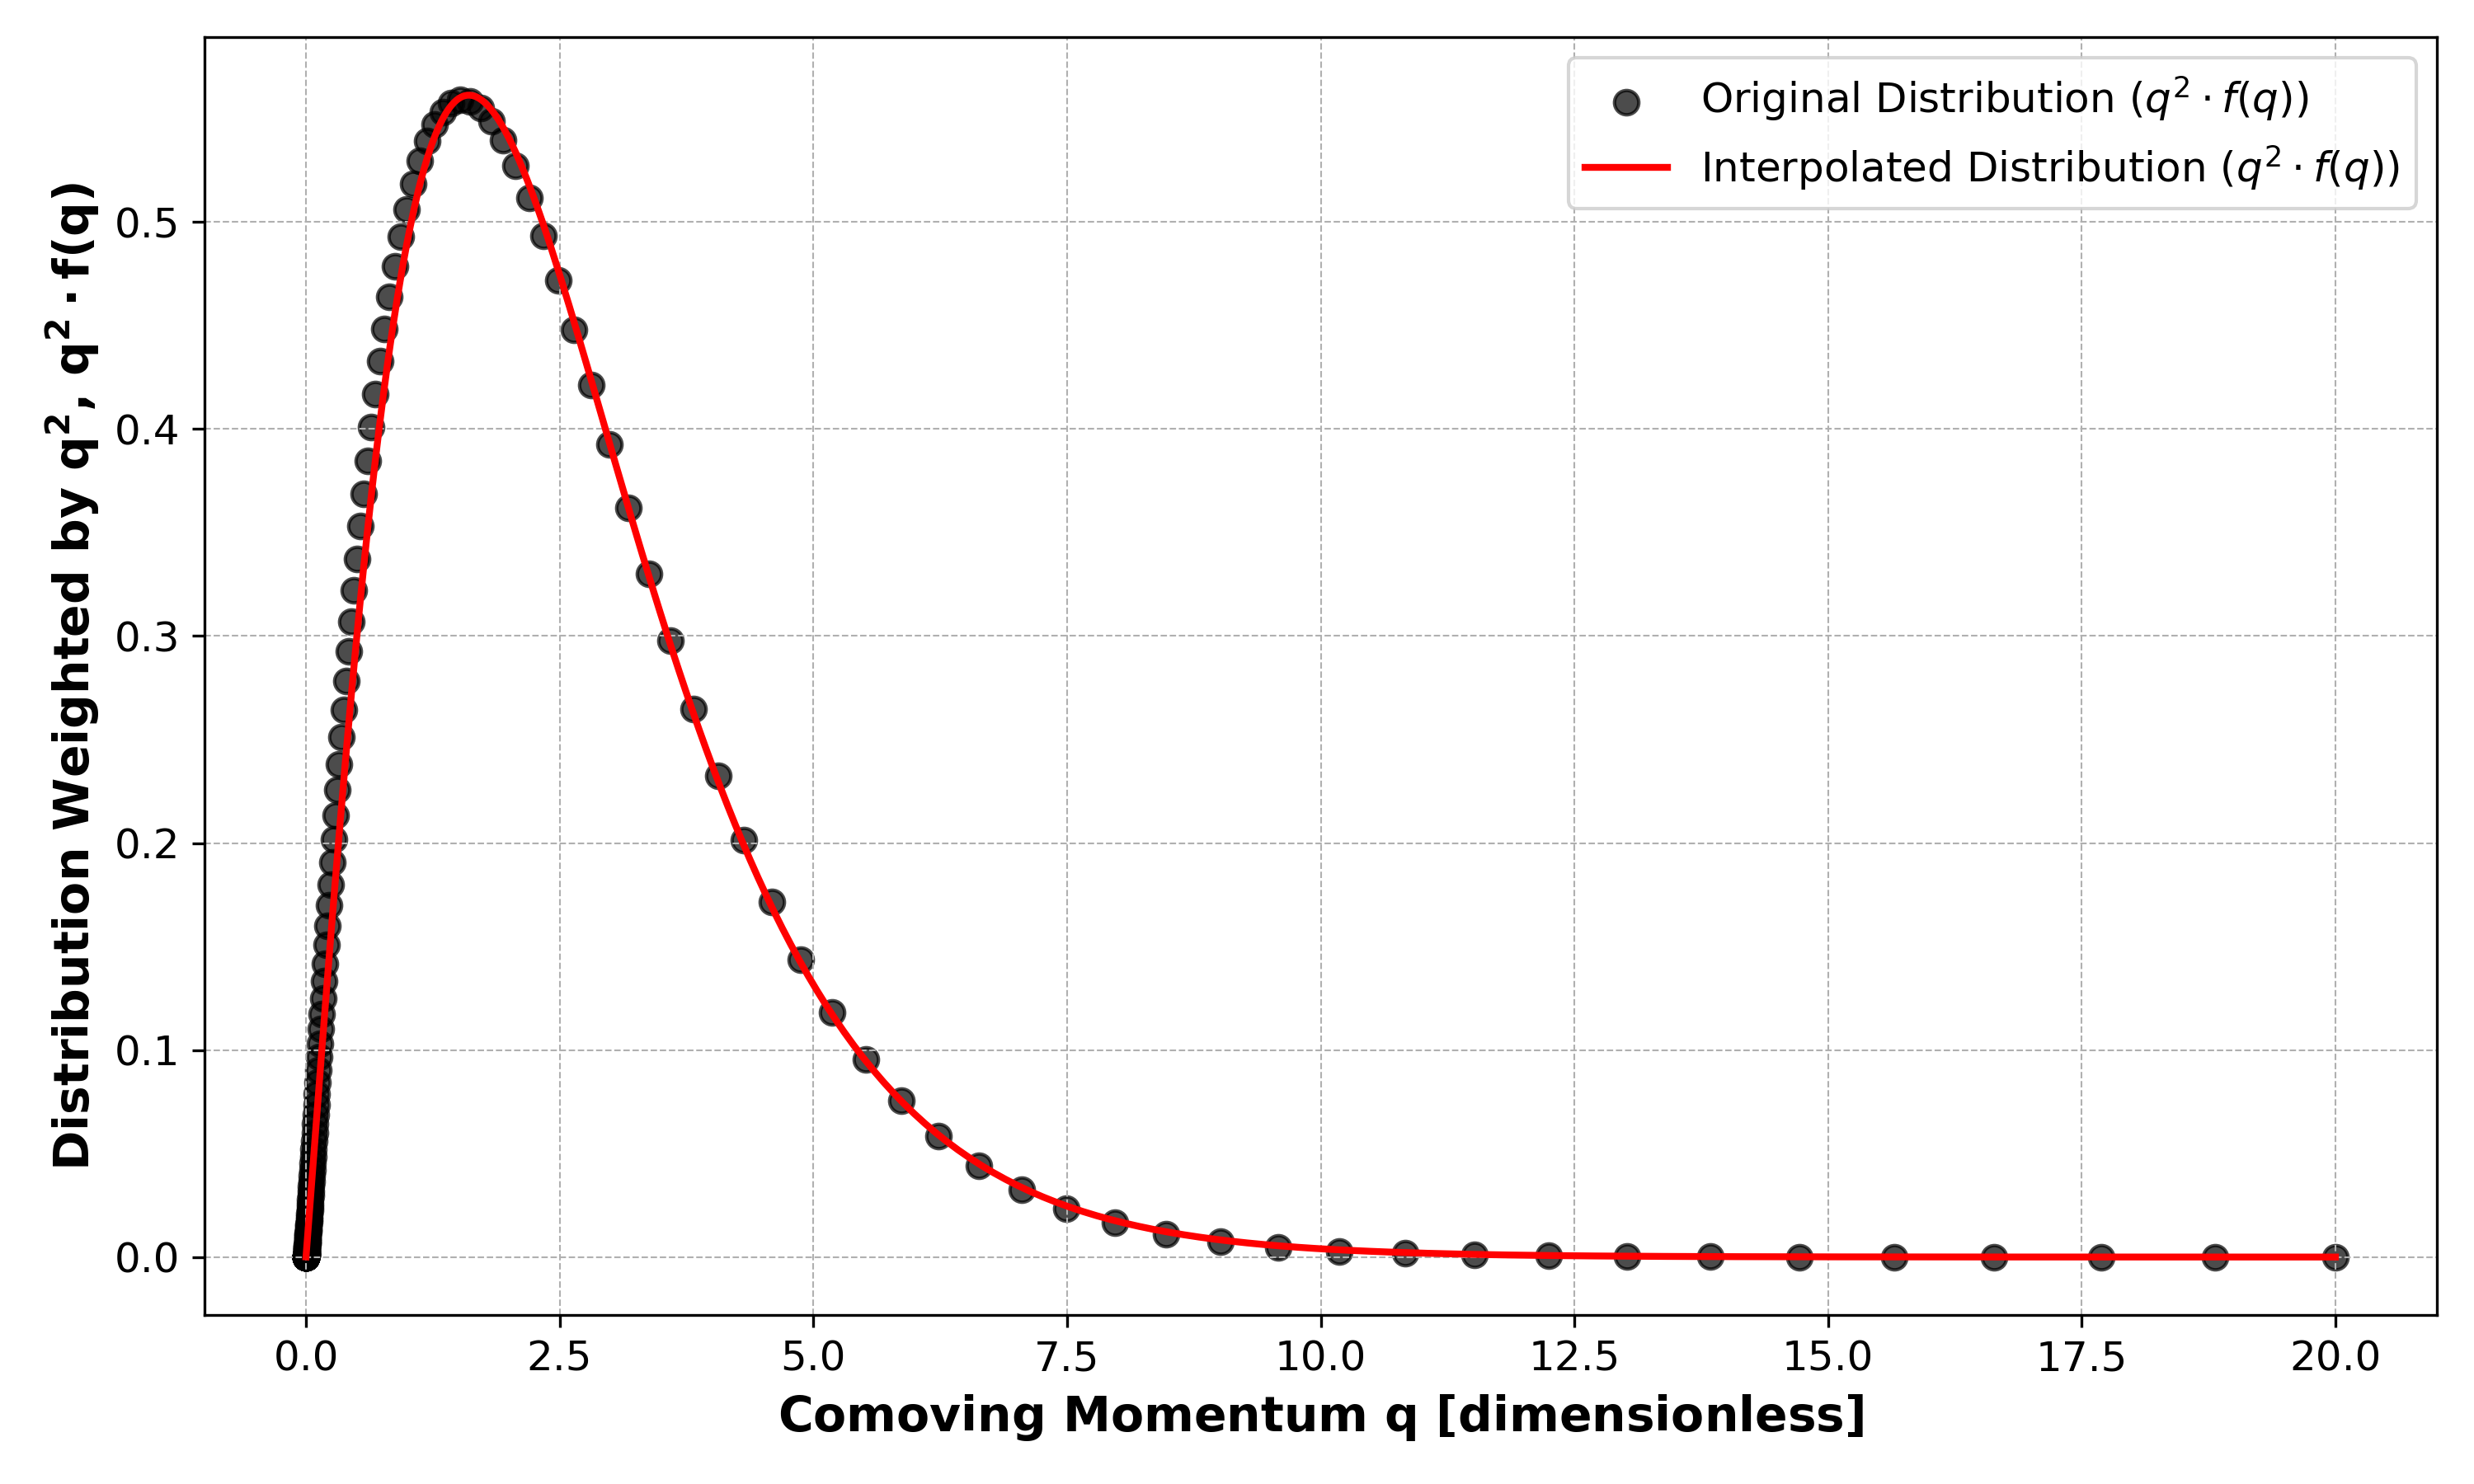 Original Distribution (q² · f(q))
Interpolated Distribution (q² · f(q))
Distribution Weighted by q², q² · f(q)
0.5
0.4
0.3
0.2
0.1
0.0
0.0 2.5 5.0 7.5 10.0 12.5 15.0 17.5 20.0
Comoving Momentum q [dimensionless]